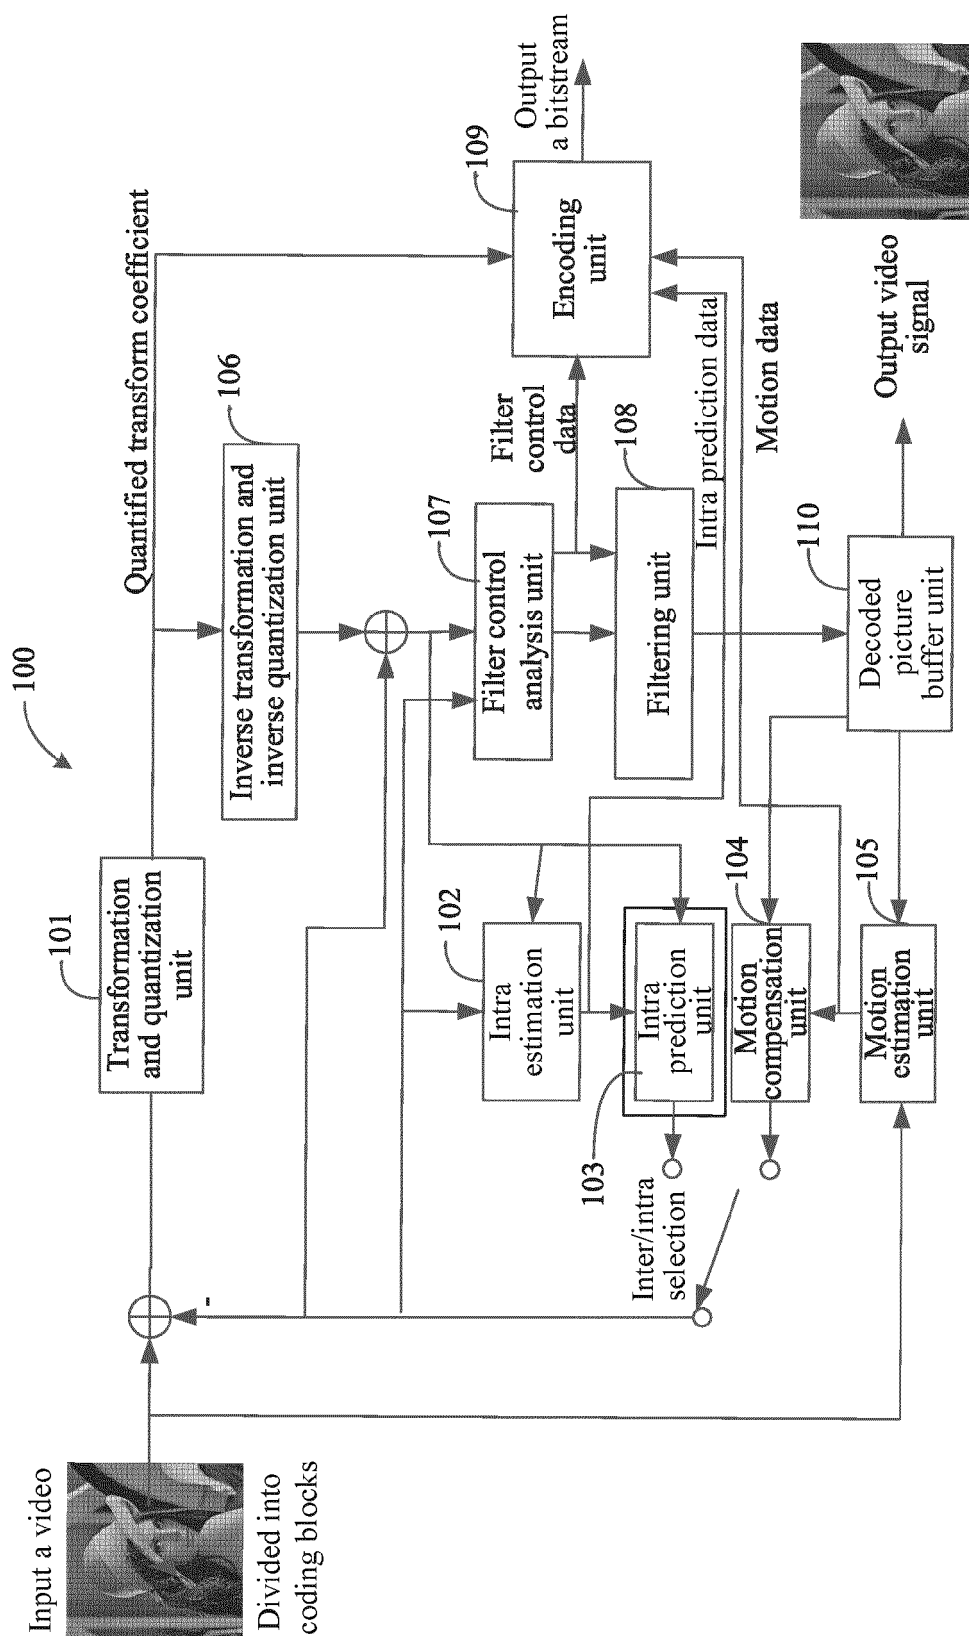 100
Input a video
Divided into
coding blocks
-
101
Transformation
and quantization
unit
Quantified transform coefficient
106
Inverse transformation and
inverse quantization unit
107
Filter control
analysis unit
Filter
control
data
108
Filtering unit
109
Encoding
unit
Output
a bitstream
102
Intra
estimation
unit
103
Intra
prediction
unit
Inter/intra
selection
104
Motion
compensation
unit
105
Motion
estimation
unit
Intra prediction data
Motion data
110
Decoded
picture
buffer unit
Output video
signal